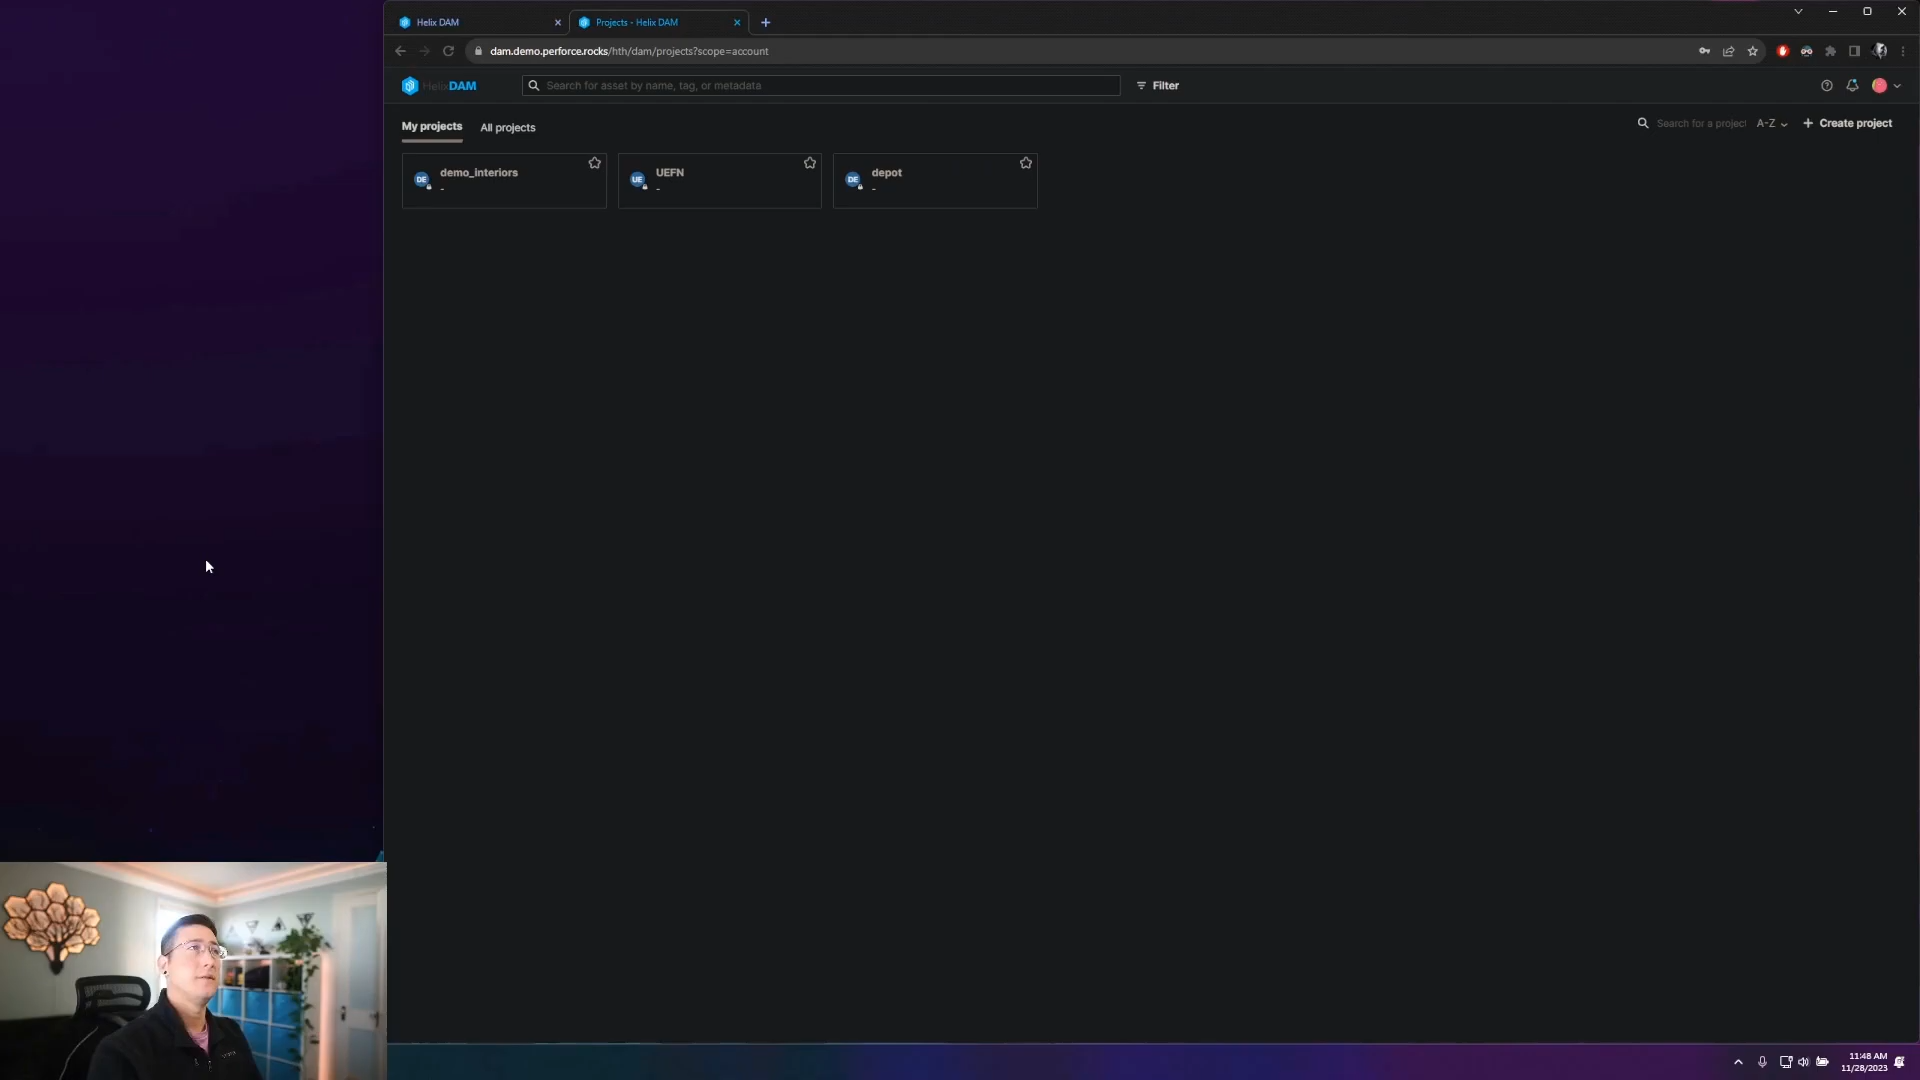 Helix DAM
Projects - Helix DAM
dam.demo.perforce.rocks/hth/dam/projects?scope=account
HelixDAM
Search for asset by name, tag, or metadata
Filter
My projects
All projects
Search for a project
A-Z
Create project
DE
demo_interiors
-
UE
UEFN
-
DE
depot
-
11:48 AM
11/28/2023